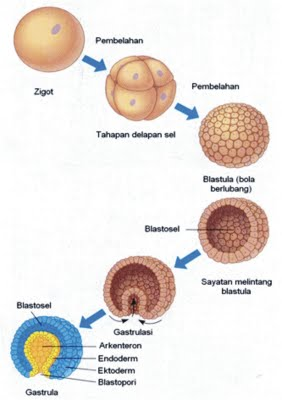 Pembelahan
Zigot
Pembelahan
Tahapan delapan sel
Blastula (bola
berlubang)
Blastosel
Sayatan melintang
blastula
Gastrulasi
Blastosel
Arkenteron
Endoderm
Ektoderm
Blastopori
Gastrula